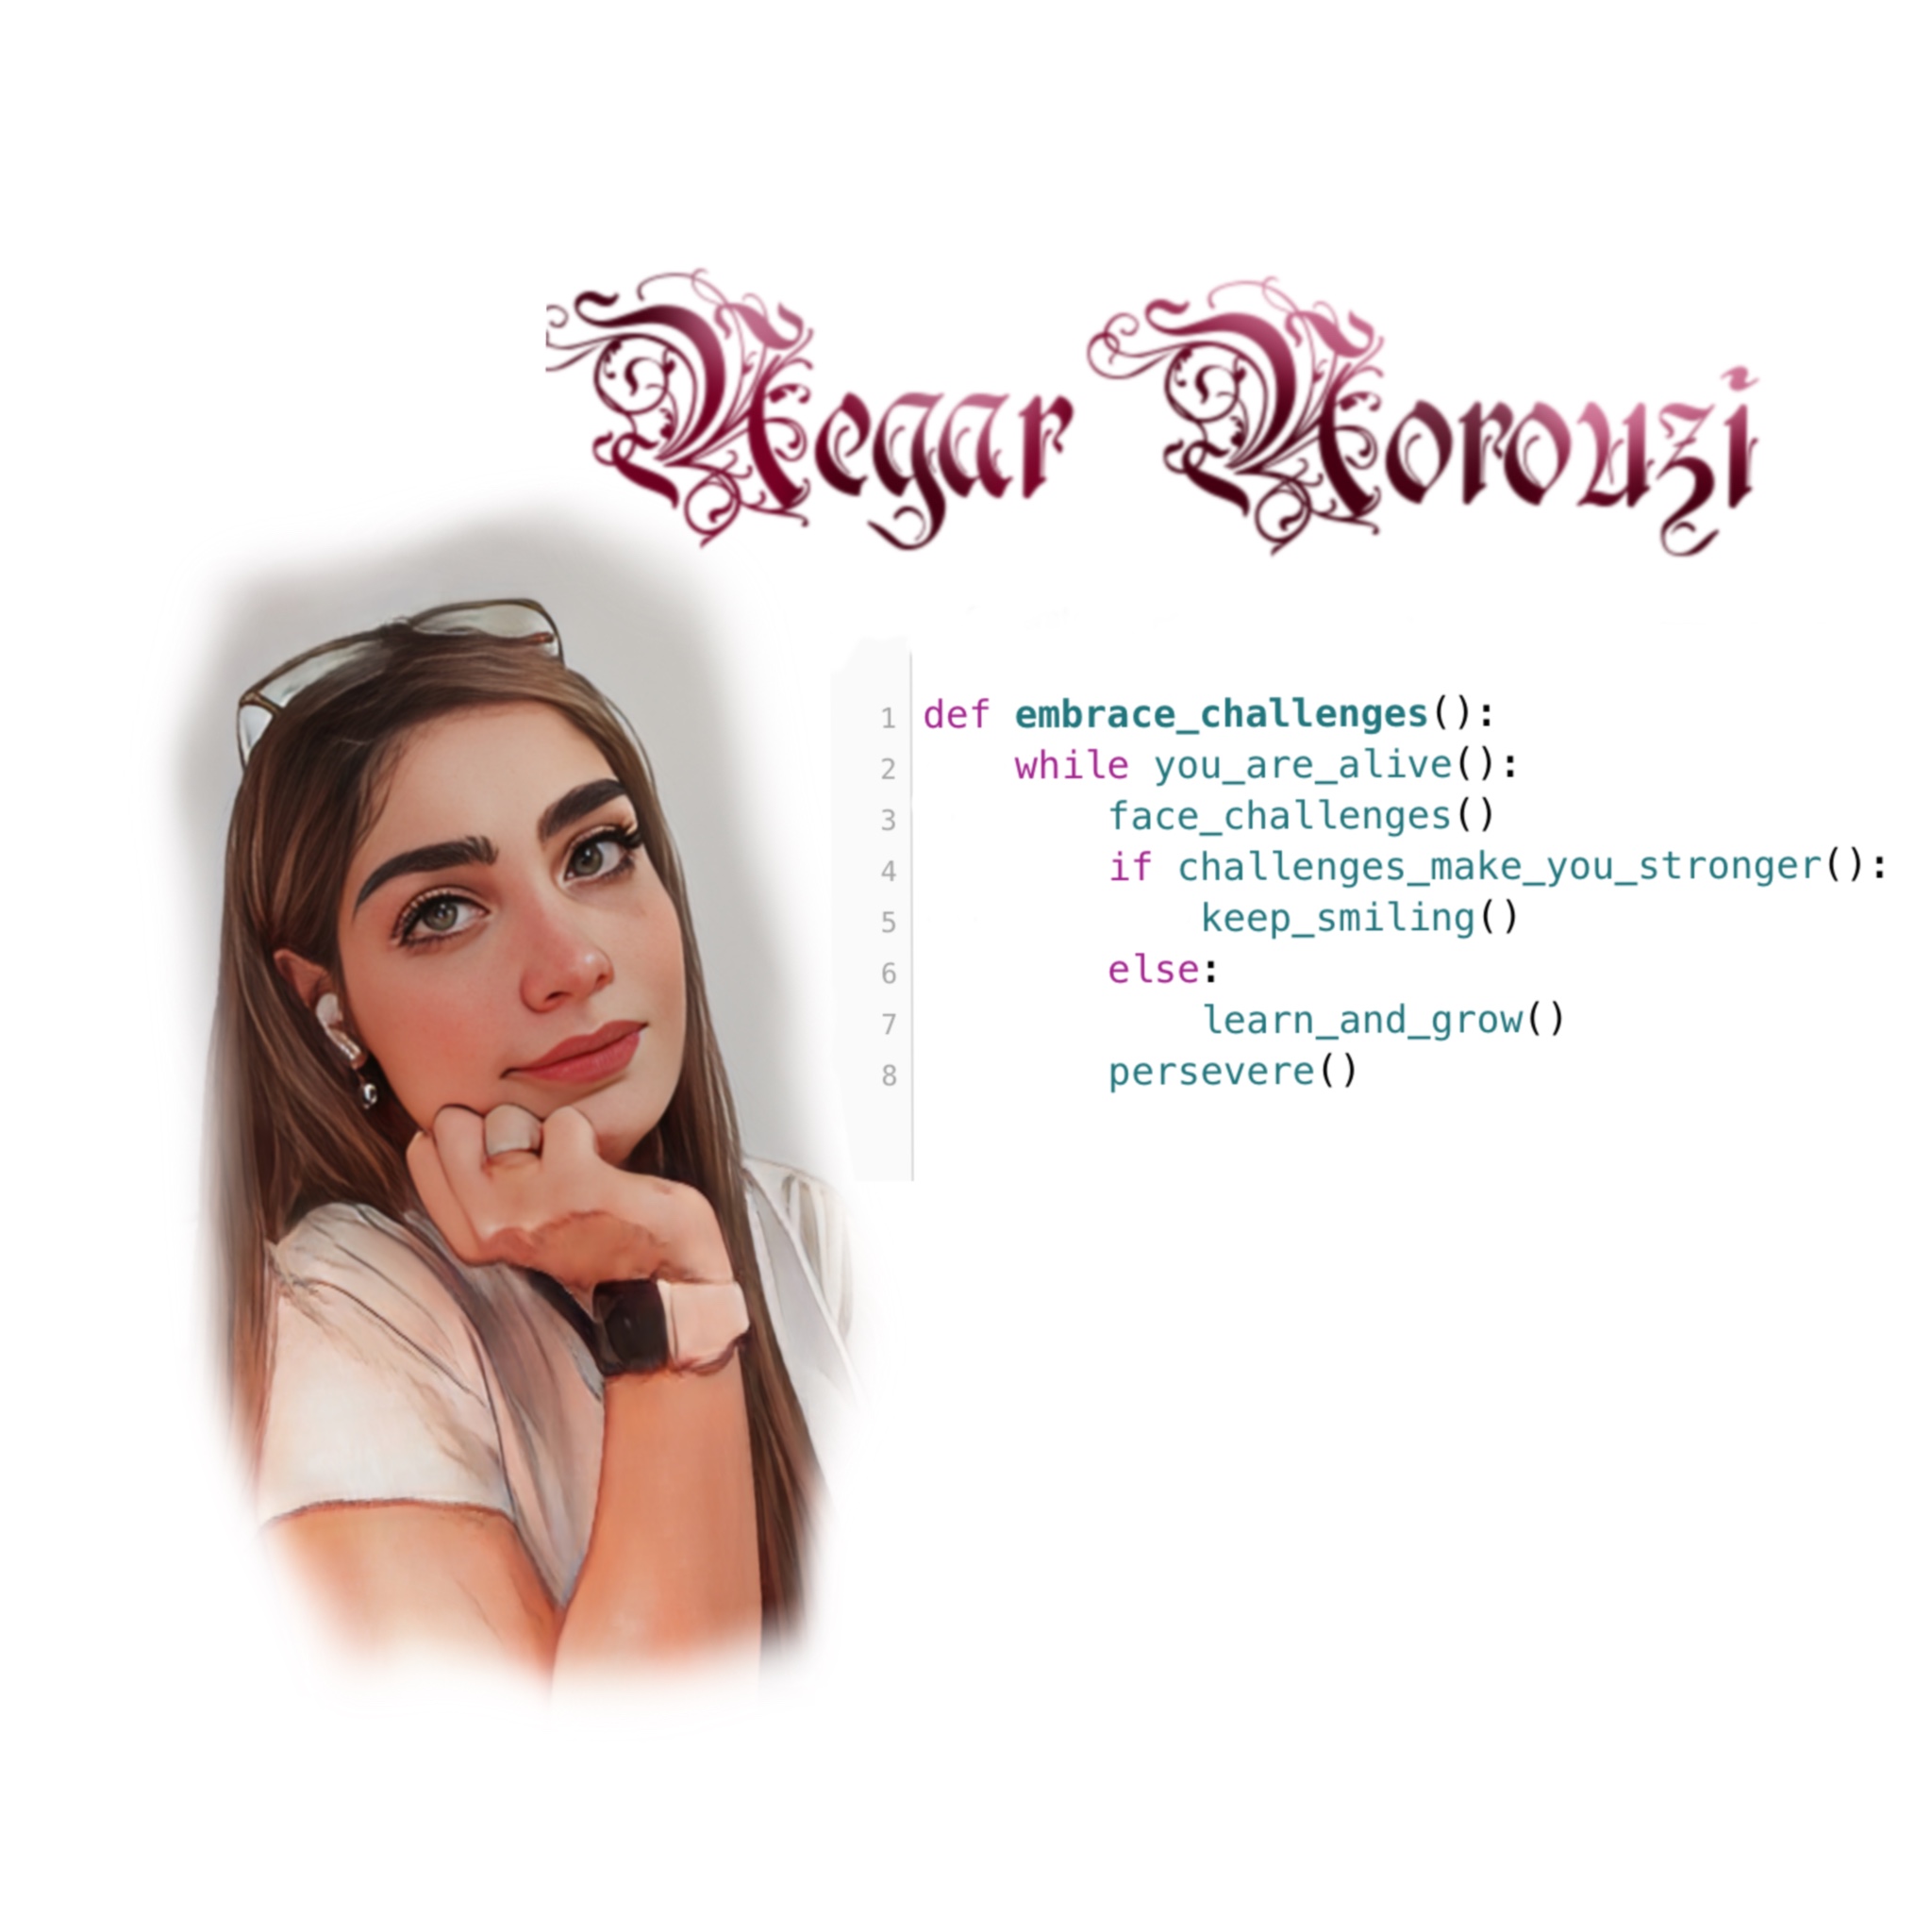 Negar Norouzi
1 def embrace_challenges():
2     while you_are_alive():
3         face_challenges()
4         if challenges_make_you_stronger():
5             keep_smiling()
6         else:
7             learn_and_grow()
8         persevere()